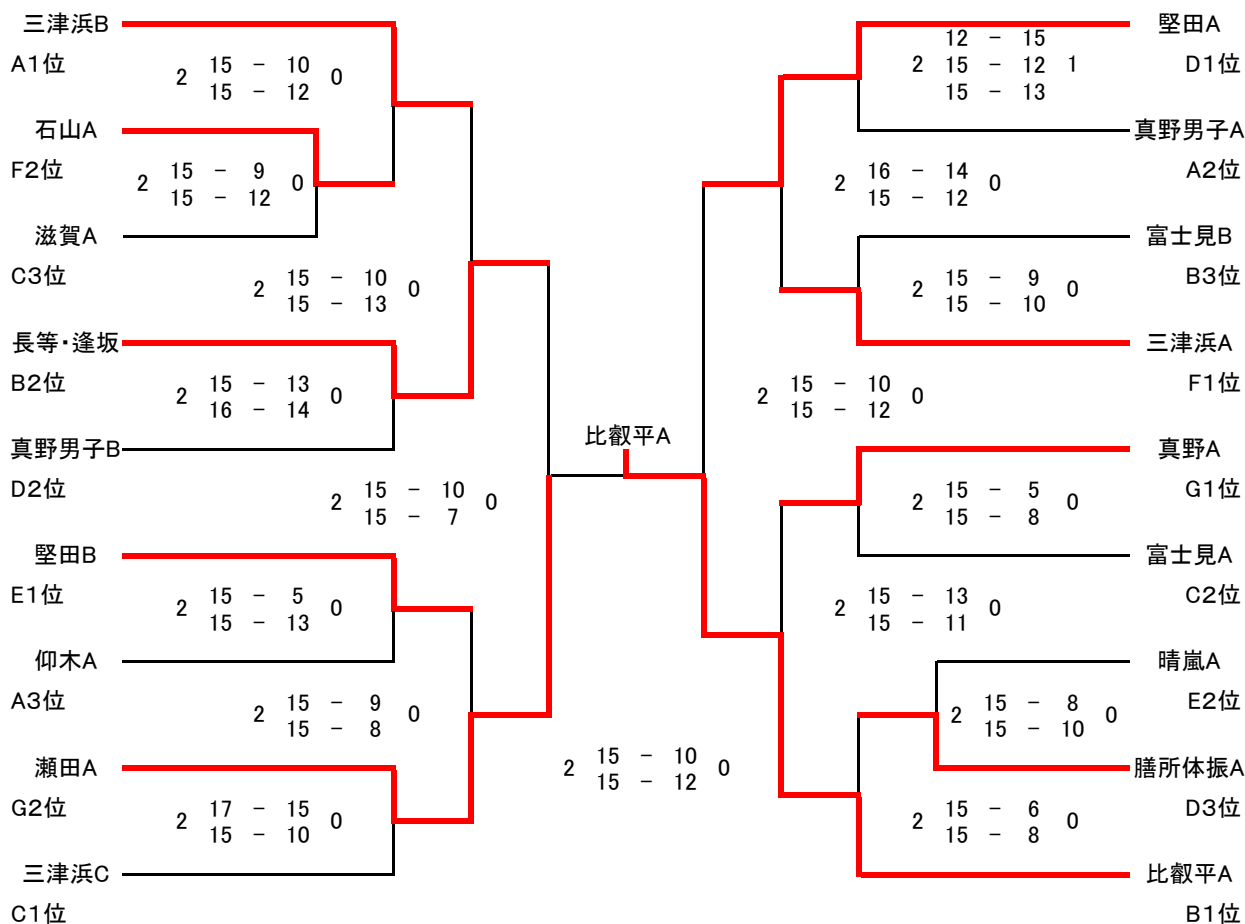 三津浜B
A1位
15 - 10
2 0
15 - 12
石山A
F2位
15 - 9
2 0
15 - 12
滋賀A
C3位
15 - 10
2 0
15 - 13
長等・逢坂
B2位
15 - 13
2 0
16 - 14
真野男子B
D2位
15 - 10
2 0
15 - 7
堅田B
E1位
15 - 5
2 0
15 - 13
仰木A
A3位
15 - 9
2 0
15 - 8
瀬田A
G2位
17 - 15
2 0
15 - 10
三津浜C
C1位
比叡平A
15 - 10
2 0
15 - 12
堅田A
D1位
12 - 15
2 15 - 12 1
15 - 13
真野男子A
A2位
16 - 14
2 0
15 - 12
富士見B
B3位
15 - 9
2 0
15 - 10
三津浜A
F1位
15 - 10
2 0
15 - 12
真野A
G1位
15 - 5
2 0
15 - 8
富士見A
C2位
15 - 13
2 0
15 - 11
晴嵐A
E2位
15 - 8
2 0
15 - 10
膳所体振A
D3位
15 - 6
2 0
15 - 8
比叡平A
B1位